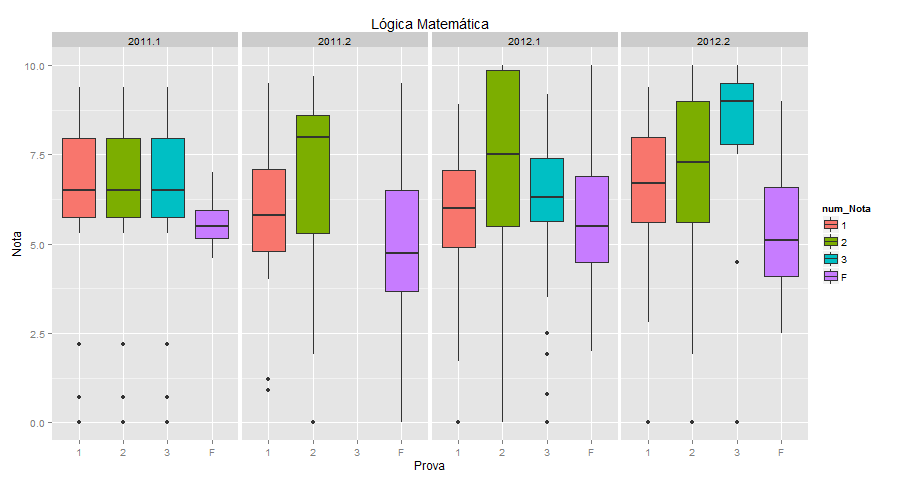 Lógica Matemática
2011.1 2011.2 2012.1 2012.2
10.0
7.5
5.0
2.5
0.0
Nota
1 2 3 F 1 2 3 F 1 2 3 F 1 2 3 F
Prova
num_Nota
1
2
3
F